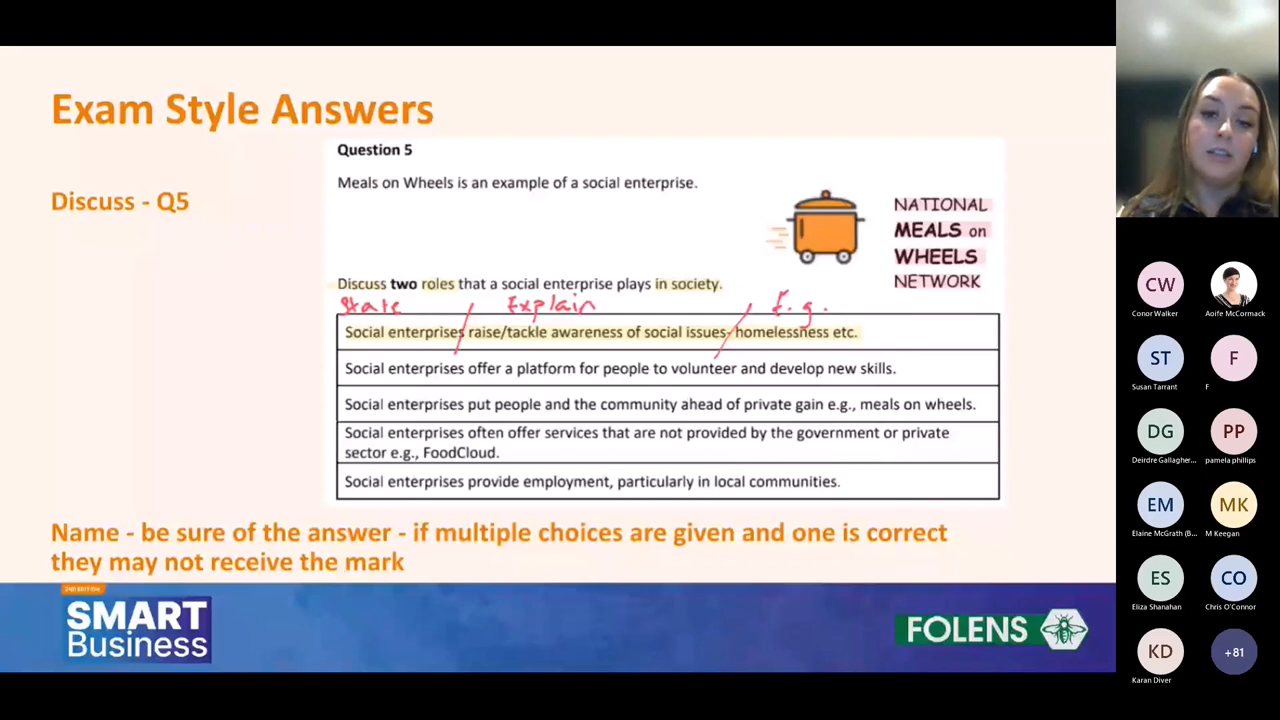 Exam Style Answers
Discuss - Q5
Question 5
Meals on Wheels is an example of a social enterprise.
NATIONAL
MEALS on
WHEELS
NETWORK
Discuss two roles that a social enterprise plays in society.
State / Explain / E.g.
Social enterprises raise/tackle awareness of social issues- homelessness etc.
Social enterprises offer a platform for people to volunteer and develop new skills.
Social enterprises put people and the community ahead of private gain e.g., meals on wheels.
Social enterprises often offer services that are not provided by the government or private
sector e.g., FoodCloud.
Social enterprises provide employment, particularly in local communities.
Name - be sure of the answer - if multiple choices are given and one is correct
they may not receive the mark
2ND EDITION
SMART
Business
FOLENS
CW
Conor Walker
Aoife McCormack
ST
Susan Tarrant
F
F
DG
Deirdre Gallagher...
PP
pamela phillips
EM
Elaine McGrath (B...
MK
M Keegan
ES
Eliza Shanahan
CO
Chris O'Connor
KD
Karan Diver
+81